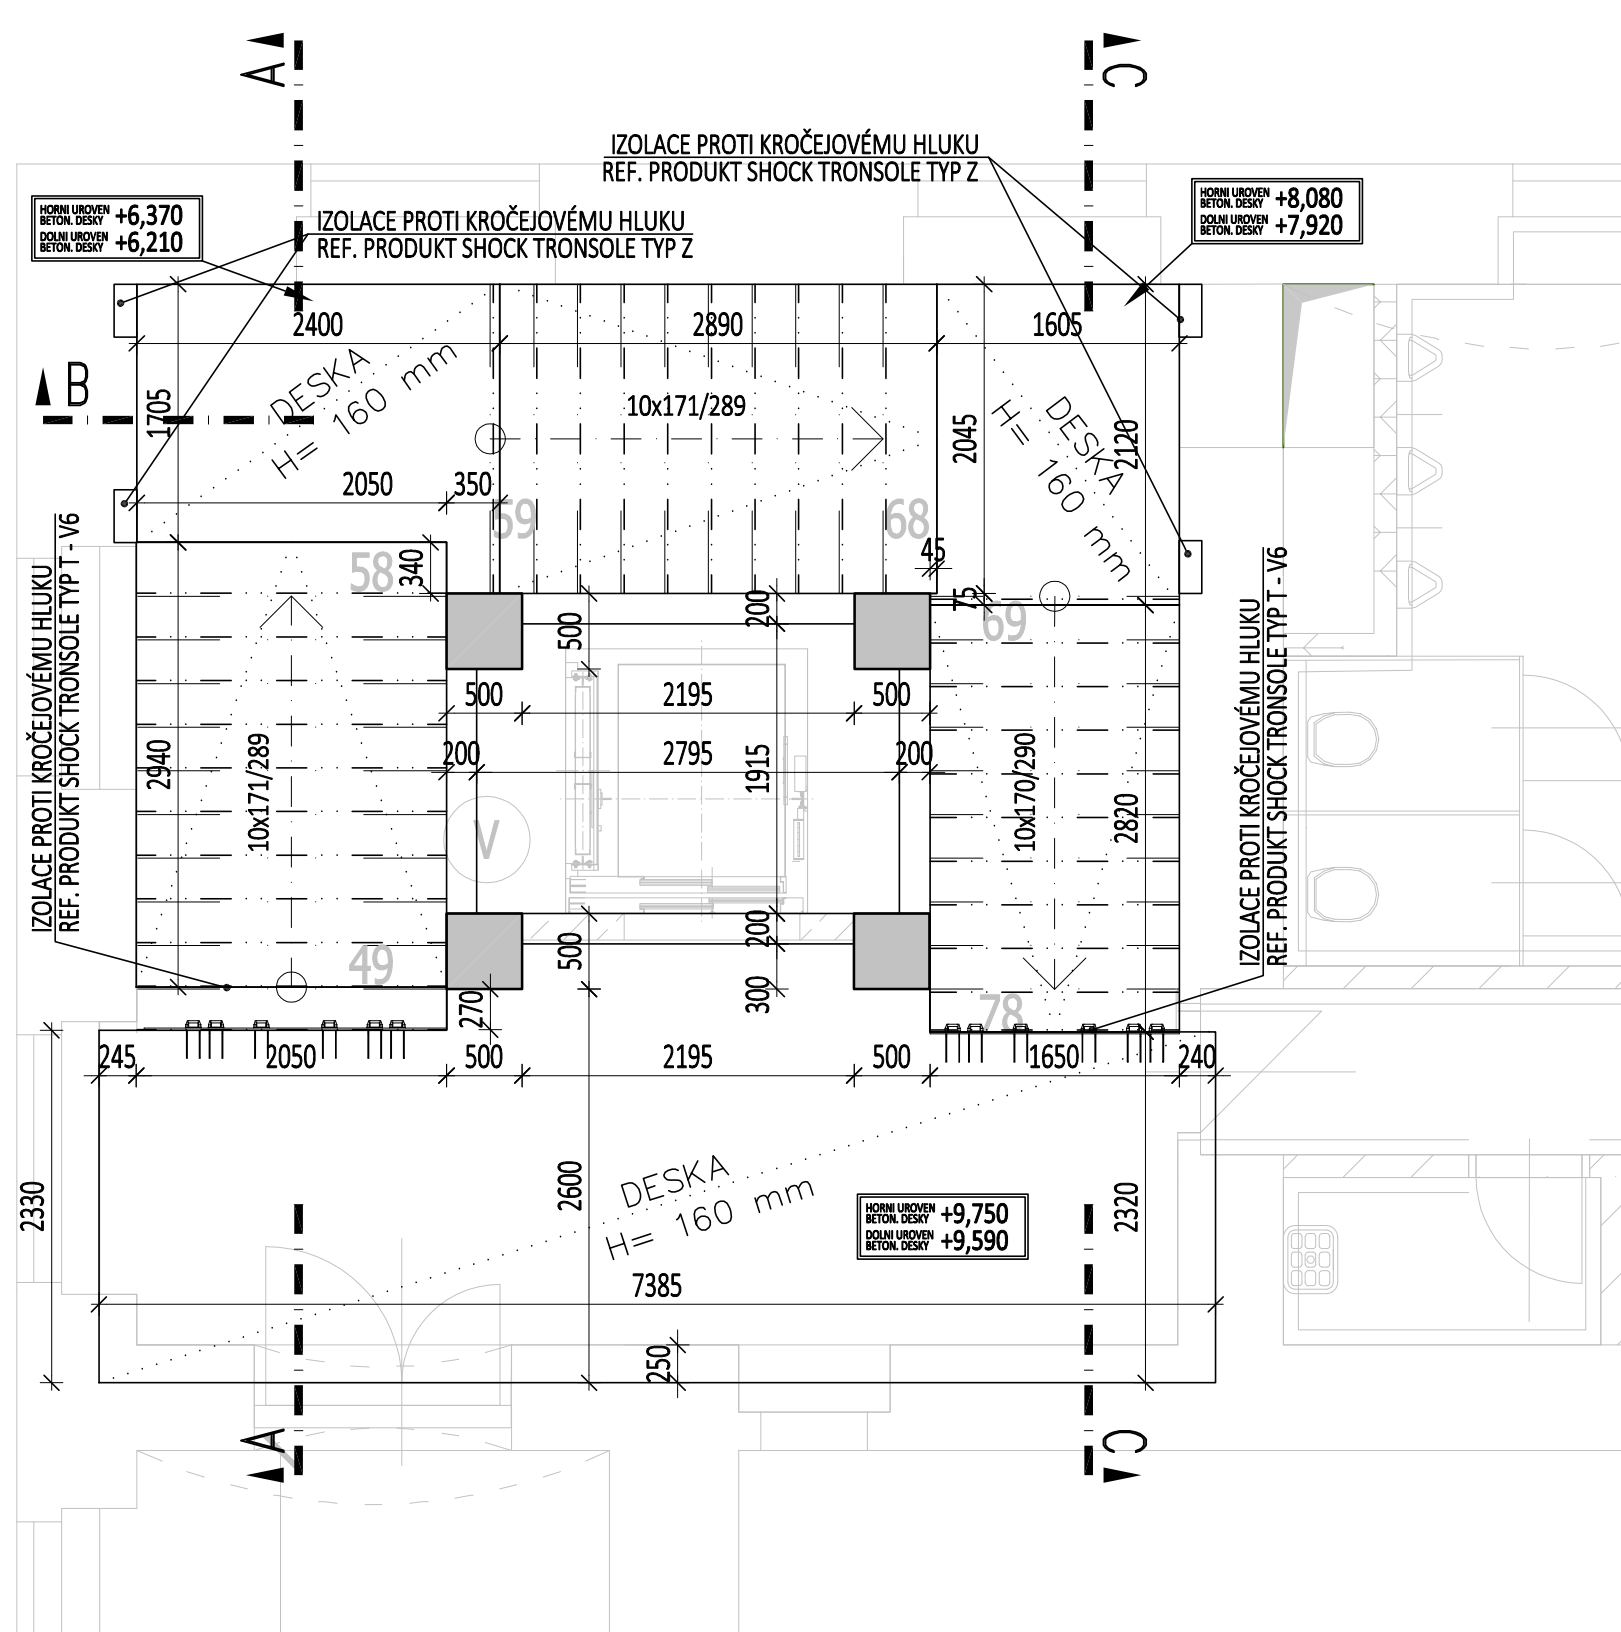 A
C
IZOLACE PROTI KROČEJOVÉMU HLUKU
REF. PRODUKT SHOCK TRONSOLE TYP Z
HORNI UROVEN
BETON. DESKY
+6,370
DOLNI UROVEN
BETON. DESKY
+6,210
IZOLACE PROTI KROČEJOVÉMU HLUKU
REF. PRODUKT SHOCK TRONSOLE TYP Z
HORNI UROVEN
BETON. DESKY
+8,080
DOLNI UROVEN
BETON. DESKY
+7,920
2400
2890
1605
B
DESKA
H= 160 mm
1705
10x171/289
2045
DESKA
H= 160 mm
2120
2050
350
59
68
45
58
340
75
69
500
200
IZOLACE PROTI KROČEJOVÉMU HLUKU
REF. PRODUKT SHOCK TRONSOLE TYP T - V6
IZOLACE PROTI KROČEJOVÉMU HLUKU
REF. PRODUKT SHOCK TRONSOLE TYP T - V6
500
2195
500
2940
10x171/289
200
2795
200
1915
10x170/290
2820
V
49
500
200
300
270
78
245
2050
500
2195
500
1650
240
2330
2600
DESKA
H= 160 mm
HORNI UROVEN
BETON. DESKY
+9,750
DOLNI UROVEN
BETON. DESKY
+9,590
2320
7385
250
A
C